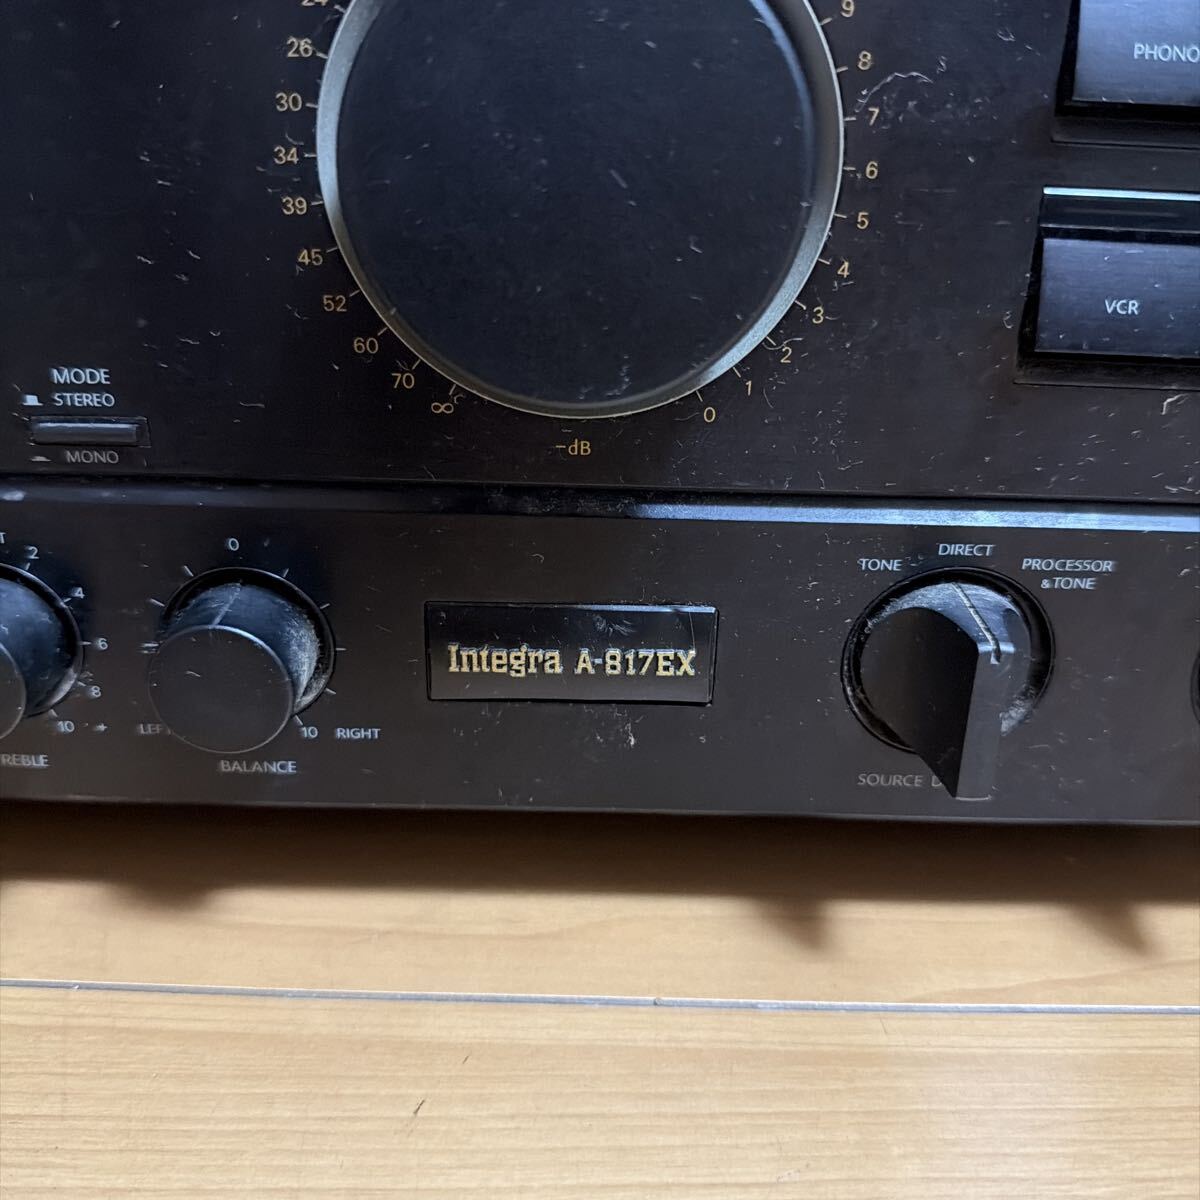 24
26
30
34
39
45
52
60
70
∞
-dB
0
1
2
3
4
5
6
7
8
9
PHONO
VCR
MODE
STEREO
MONO
2
4
6
8
10 +
TREBLE
0
LEFT
10 RIGHT
BALANCE
Integra A-817EX
TONE
DIRECT
PROCESSOR
& TONE
SOURCE